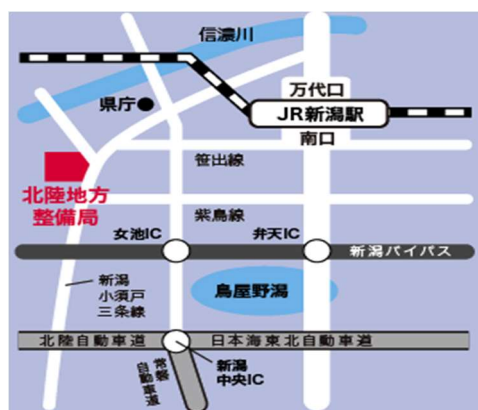 信濃川
万代口
県庁
JR新潟駅
南口
笹出線
北陸地方
整備局
紫鳥線
女池IC
弁天IC
新潟バイパス
新潟
小須戸
三条線
鳥屋野潟
北陸自動車道
日本海東北自動車道
常磐
自動車道
新潟
中央IC